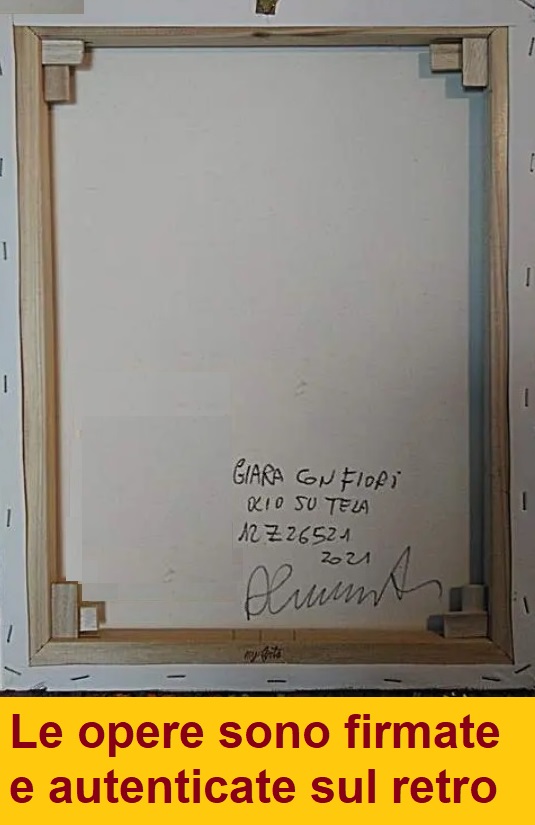 GIARA CON FIORI
OLIO SU TELA
12Z26521
2021
Le opere sono firmate
e autenticate sul retro